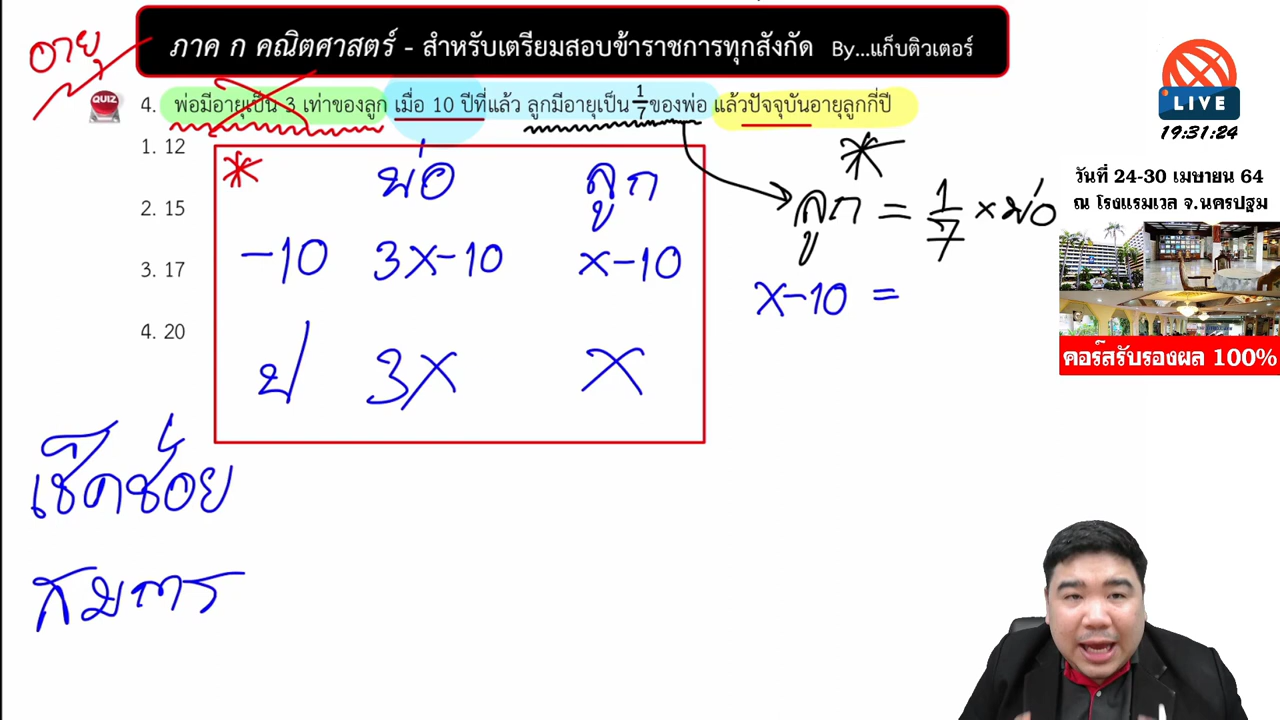 ภาค ก คณิตศาสตร์ - สำหรับเตรียมสอบข้าราชการทุกสังกัด By...แก็บติวเตอร์
อายุ
QUIZ
4. พ่อมีอายุเป็น 3 เท่าของลูก เมื่อ 10 ปีที่แล้ว ลูกมีอายุเป็น 1/7 ของพ่อ แล้วปัจจุบันอายุลูกกี่ปี
1. 12
2. 15
3. 17
4. 20
* พ่อ ลูก
-10 3x-10 x-10
ป 3x x
*
ลูก = 1/7 × พ่อ
x-10 =
เช็คช้อย
สมการ
LIVE
19:31:24
วันที่ 24-30 เมษายน 64
ณ โรงแรมเวล จ.นครปฐม
คอร์สรับรองผล 100%